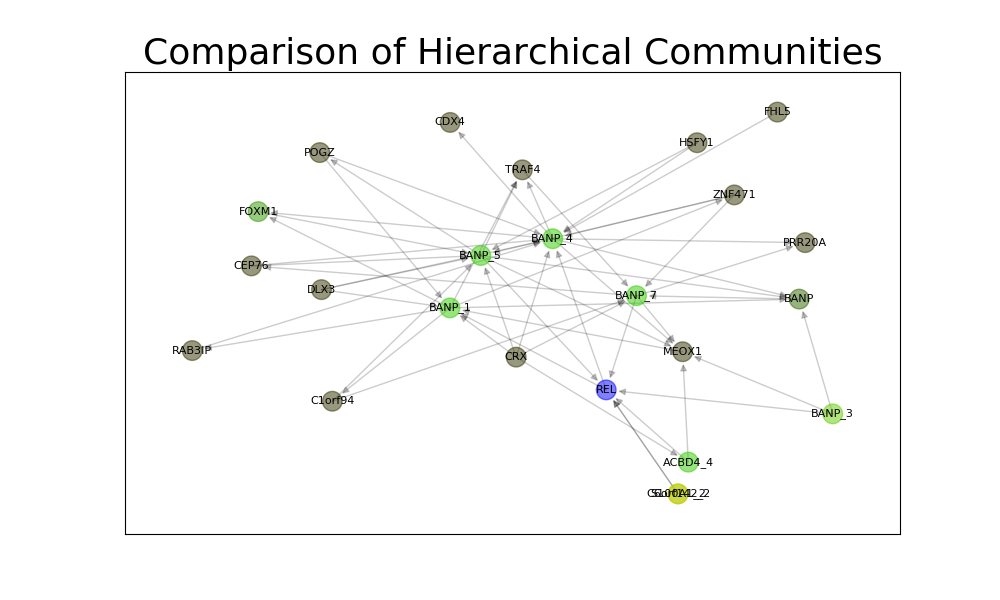 Comparison of Hierarchical Communities
FHL5
CDX4
HSFY1
POGZ
TRAF4
ZNF471
FOXM1
BANP_4
PRR20A
BANP_5
CEP76
DLX3
BANP_7
BANP
BANP_1
RAB3IP
MEOX1
CRX
REL
C1orf94
BANP_3
ACBD4_4